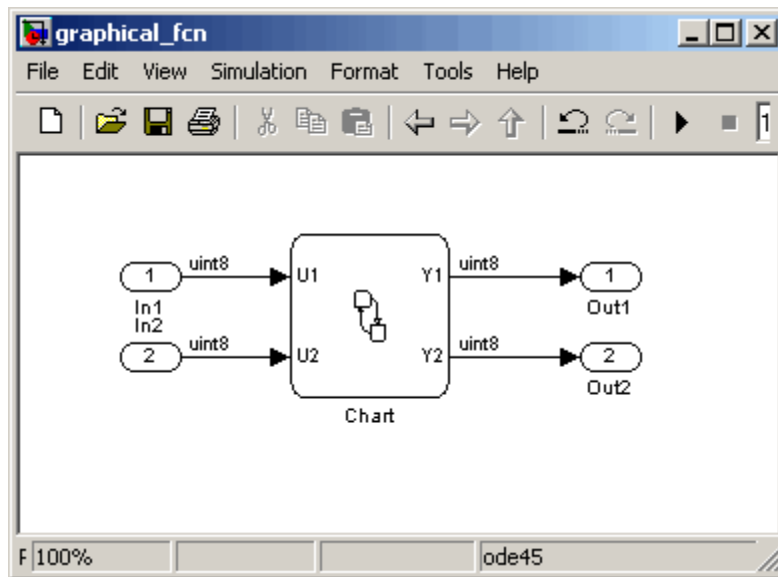 graphical_fcn
File Edit View Simulation Format Tools Help
1
uint8 uint8
1 U1 Y1 1
In1 Out1
In2
uint8 uint8
2 U2 Y2 2
Out2
Chart
F 100% ode45